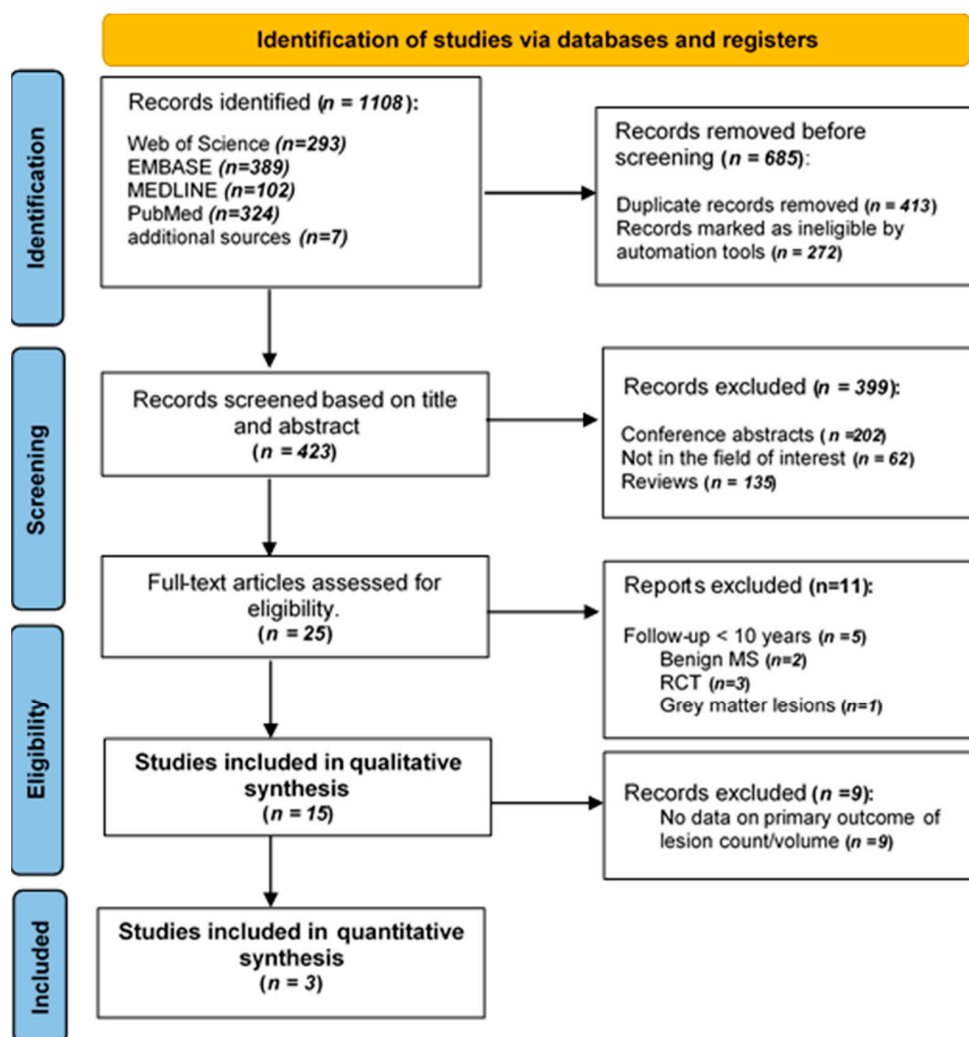 Identification of studies via databases and registers
Identification
Records identified (n = 1108):
Web of Science (n=293)
EMBASE (n=389)
MEDLINE (n=102)
PubMed (n=324)
additional sources (n=7)
Records removed before
screening (n = 685):
Duplicate records removed (n = 413)
Records marked as ineligible by
automation tools (n = 272)
Screening
Records screened based on title
and abstract
(n = 423)
Records excluded (n = 399):
Conference abstracts (n =202)
Not in the field of interest (n = 62)
Reviews (n = 135)
Full-text articles assessed for
eligibility.
(n = 25)
Reports excluded (n=11):
Follow-up < 10 years (n =5)
Benign MS (n=2)
RCT (n=3)
Grey matter lesions (n=1)
Eligibility
Studies included in qualitative
synthesis
(n = 15)
Records excluded (n =9):
No data on primary outcome of
lesion count/volume (n =9)
Included
Studies included in quantitative
synthesis
(n = 3)